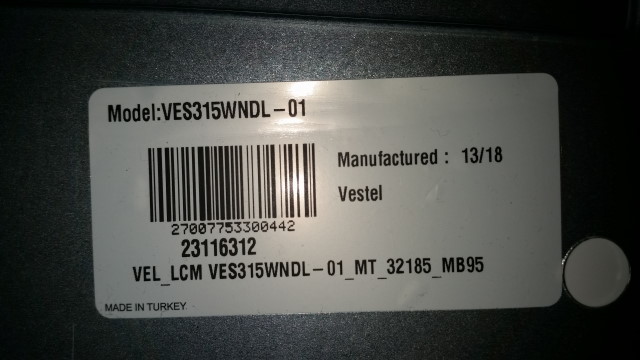 Model:VES315WNDL-01
Manufactured : 13/18
Vestel
27007753300442
23116312
VEL_LCM VES315WNDL-01_MT_32185_MB95
MADE IN TURKEY